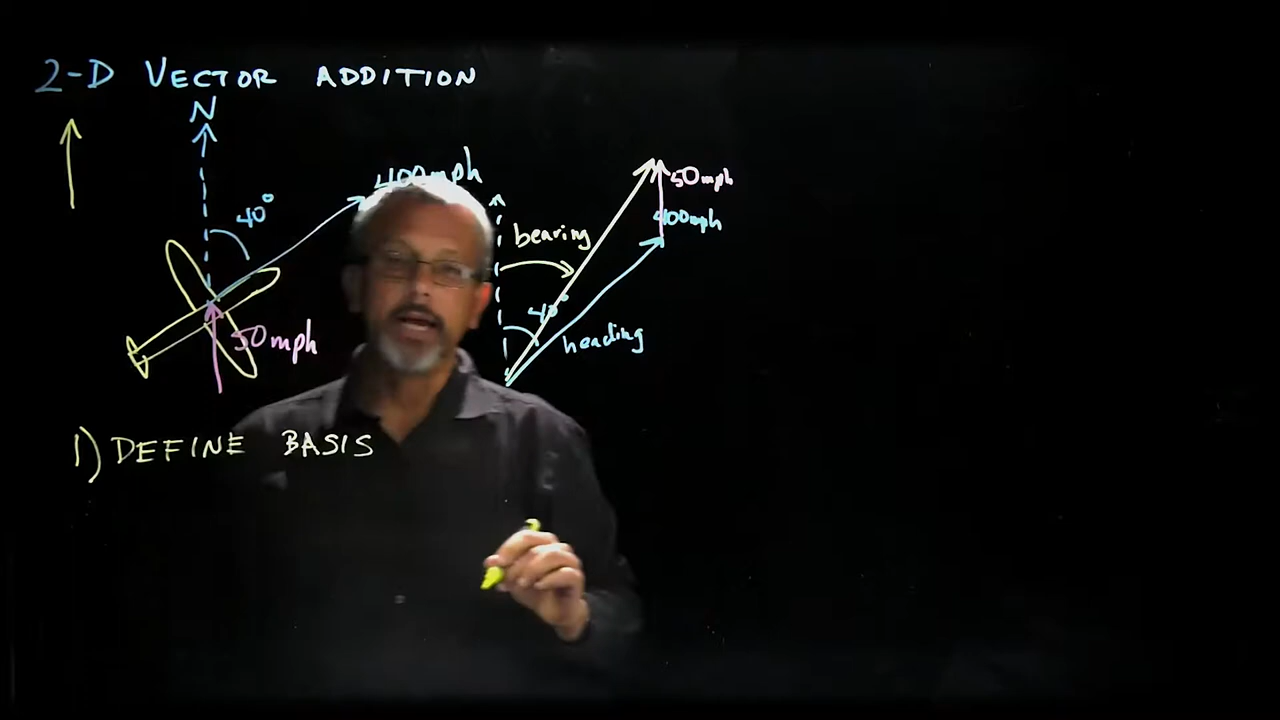 2-D VECTOR ADDITION
N
40°
400mph
50mph
bearing
40°
heading
50mph
400mph
1) DEFINE BASIS